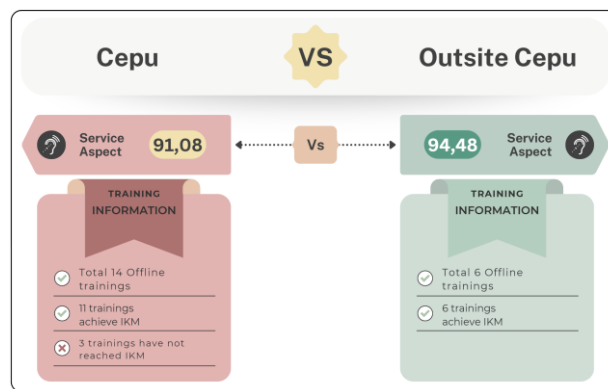 Cepu
VS
Outsite Cepu
Service
Aspect
91,08
Vs
94,48
Service
Aspect
TRAINING
INFORMATION
Total 14 Offline
trainings
11 trainings
achieve IKM
3 trainings have not
reached IKM
TRAINING
INFORMATION
Total 6 Offline
trainings
6 trainings
achieve IKM